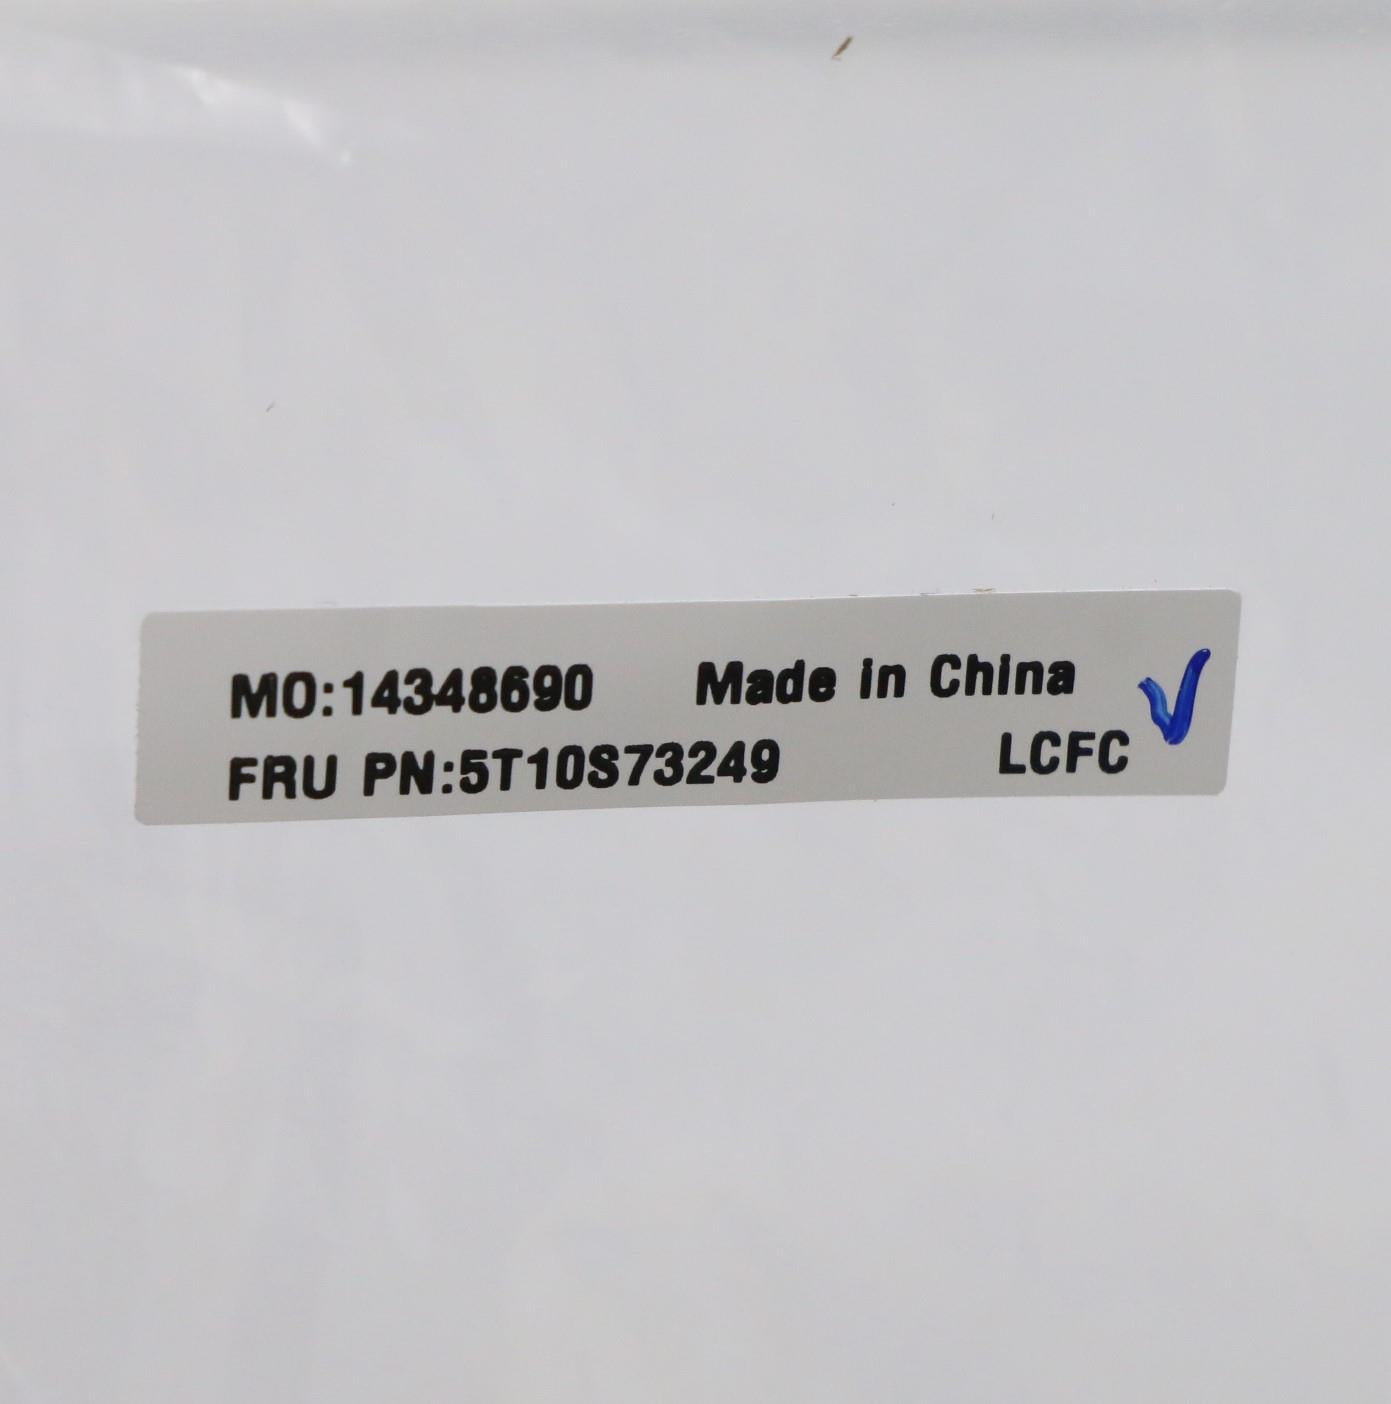 MO:14348690 Made in China
FRU PN:5T10S73249 LCFC